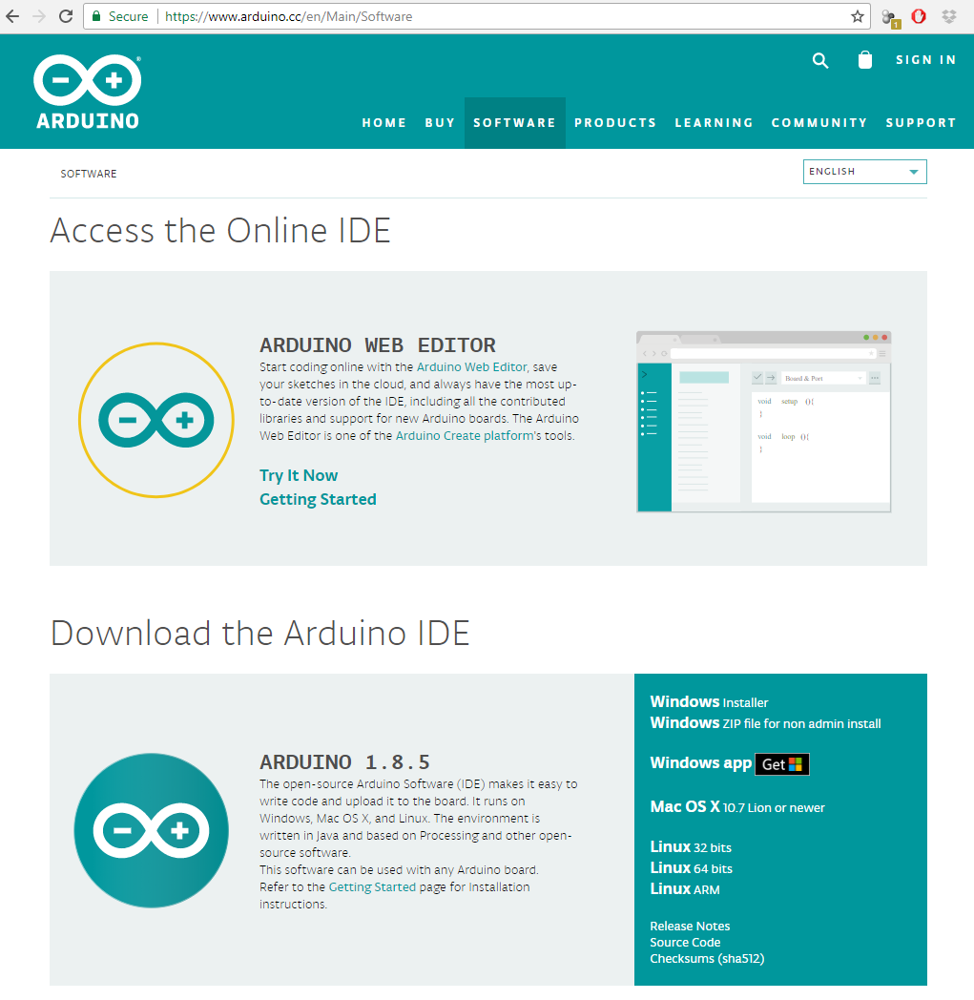 Secure https://www.arduino.cc/en/Main/Software
1
SIGN IN
ARDUINO
HOME BUY SOFTWARE PRODUCTS LEARNING COMMUNITY SUPPORT
SOFTWARE
ENGLISH
Access the Online IDE
ARDUINO WEB EDITOR
Start coding online with the Arduino Web Editor, save
your sketches in the cloud, and always have the most up-
to-date version of the IDE, including all the contributed
libraries and support for new Arduino boards. The Arduino
Web Editor is one of the Arduino Create platform's tools.
Try It Now
Getting Started
Board & Port
void setup (){
}
void loop (){
}
Download the Arduino IDE
ARDUINO 1.8.5
The open-source Arduino Software (IDE) makes it easy to
write code and upload it to the board. It runs on
Windows, Mac OS X, and Linux. The environment is
written in Java and based on Processing and other open-
source software.
This software can be used with any Arduino board.
Refer to the Getting Started page for Installation
instructions.
Windows Installer
Windows ZIP file for non admin install
Windows app Get
Mac OS X 10.7 Lion or newer
Linux 32 bits
Linux 64 bits
Linux ARM
Release Notes
Source Code
Checksums (sha512)